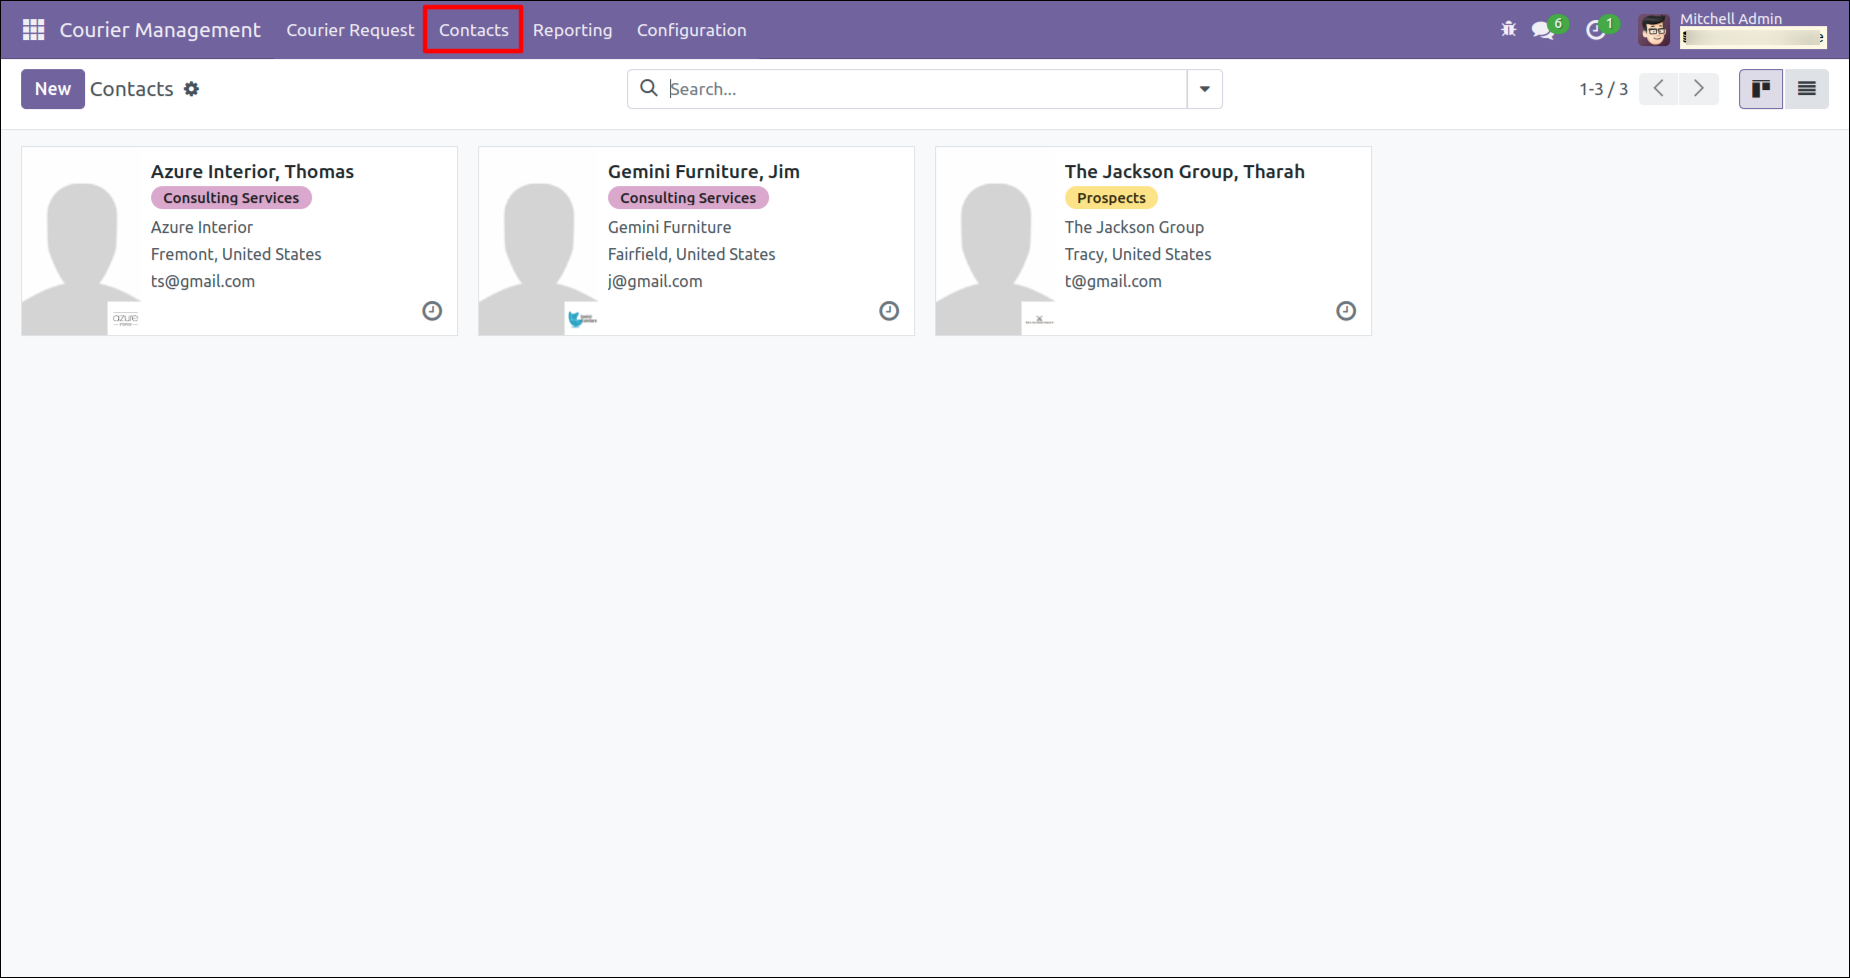 Courier Management Courier Request Contacts Reporting Configuration 6 1 Mitchell Admin
New Contacts Search... 1-3 / 3
Azure Interior, Thomas
Consulting Services
Azure Interior
Fremont, United States
ts@gmail.com
azure
Gemini Furniture, Jim
Consulting Services
Gemini Furniture
Fairfield, United States
j@gmail.com
The Jackson Group, Tharah
Prospects
The Jackson Group
Tracy, United States
t@gmail.com